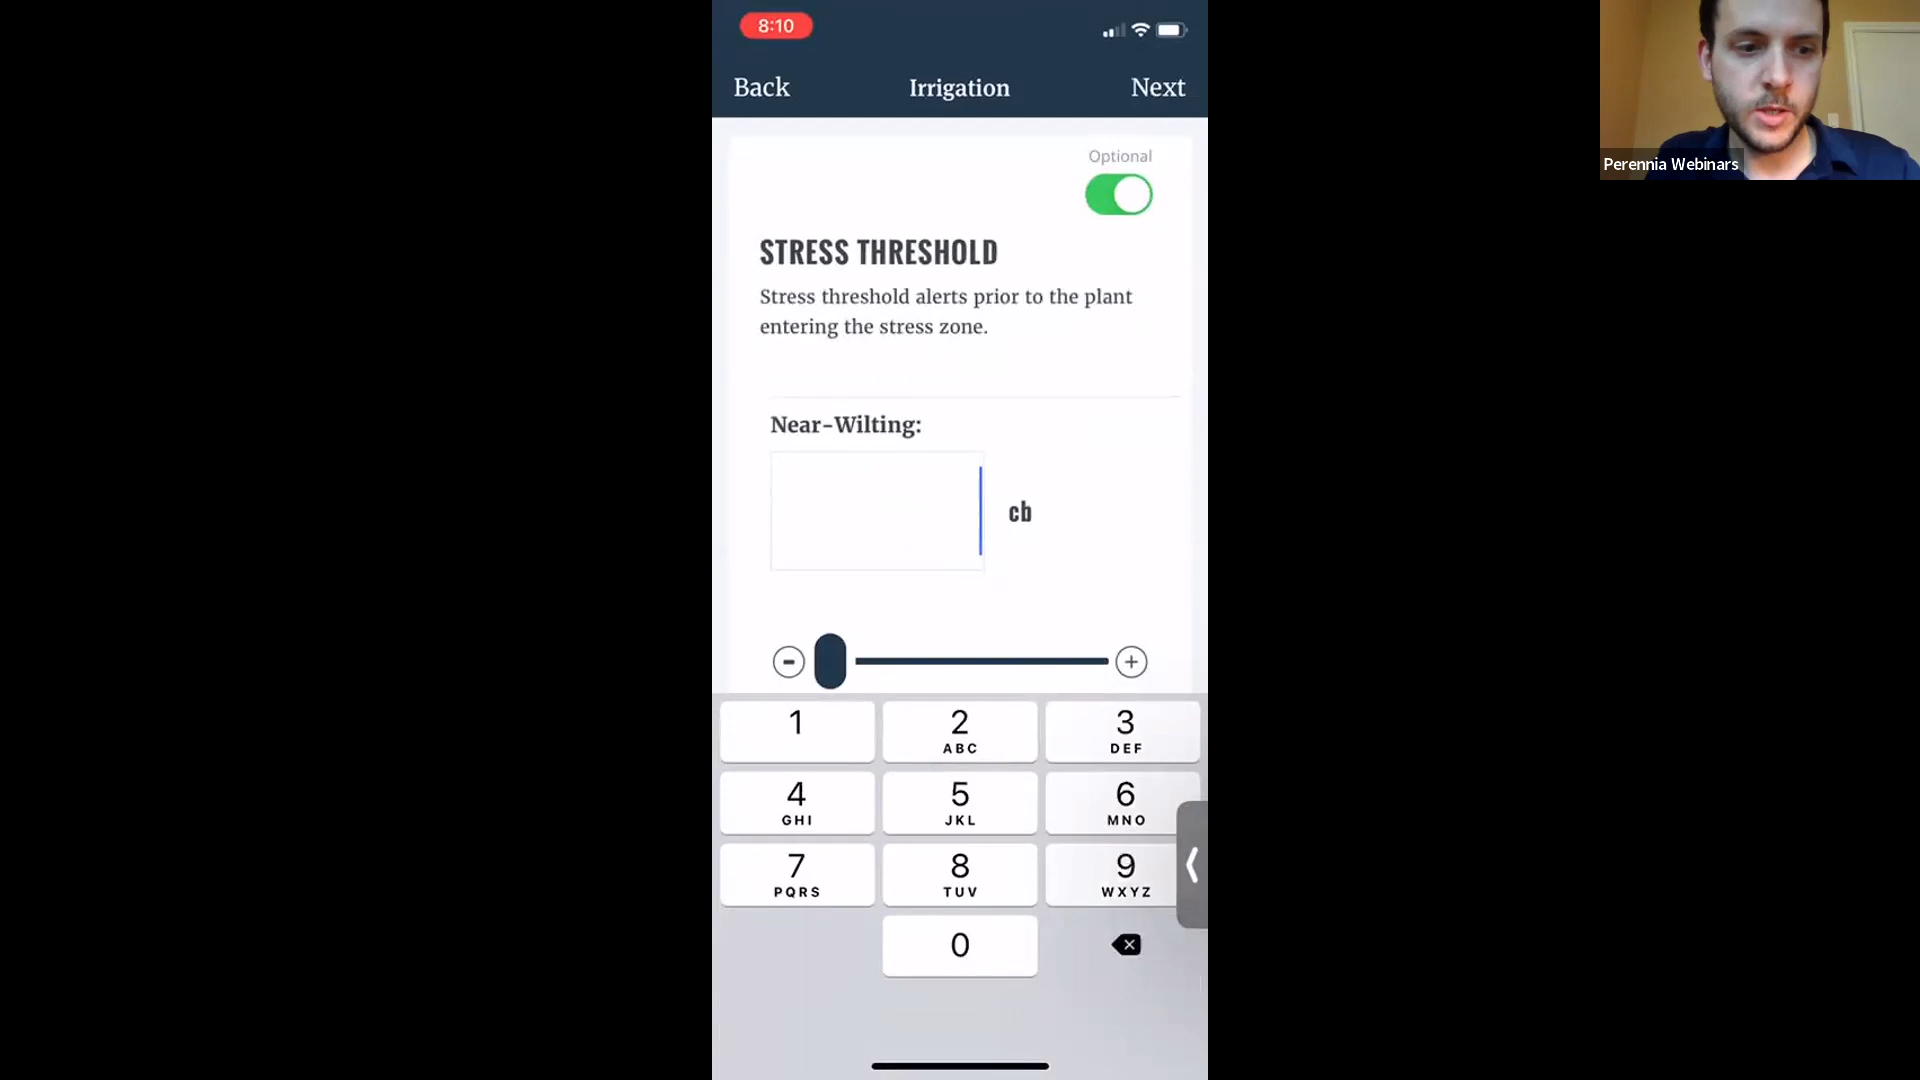 8:10
Back Irrigation Next
Optional
STRESS THRESHOLD
Stress threshold alerts prior to the plant
entering the stress zone.
Near-Wilting:
cb
1 2 3
ABC DEF
4 5 6
GHI JKL MNO
7 8 9
PQRS TUV WXYZ
0
Perennia Webinars